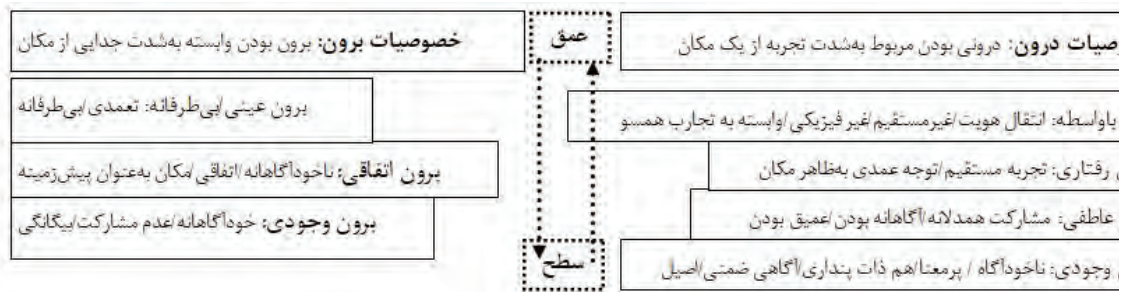 وصیات درون: درونی بودن مربوط به‌شدت تجربه از یک مکان
باواسطه: انتقال هویت/غیرمستقیم/غیر فیزیکی/وابسته به تجارب همسو
رفتاری: تجربه مستقیم/توجه عمدی به‌ظاهر مکان
عاطفی: مشارکت همدلانه/آگاهانه بودن/عمیق بودن
وجودی: ناخودآگاه / پرمعنا/هم ذات پنداری/آگاهی ضمنی/اصیل
عمق
سطح
خصوصیات برون: برون بودن وابسته به‌شدت جدایی از مکان
برون عینی/بی‌طرفانه: تعمدی/بی‌طرفانه
برون اتفاقی: ناخودآگاهانه/اتفاقی/مکان به‌عنوان پیش‌زمینه
برون وجودی: خودآگاهانه/عدم مشارکت/بیگانگی